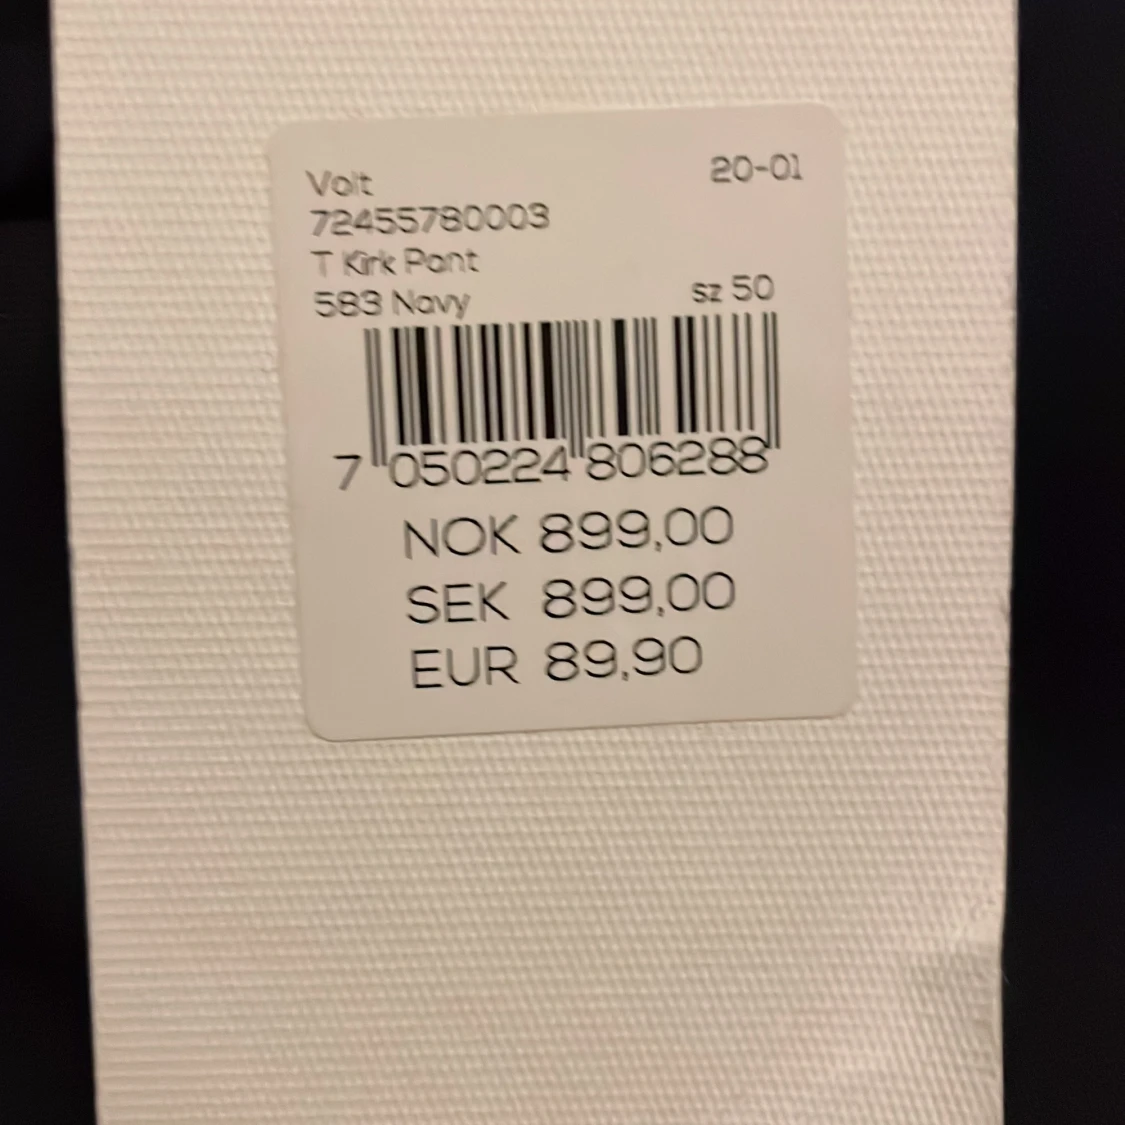 Volt 20-01
72455780003
T Kirk Pant
583 Navy sz 50
7 050224 806288
NOK 899,00
SEK 899,00
EUR 89,90